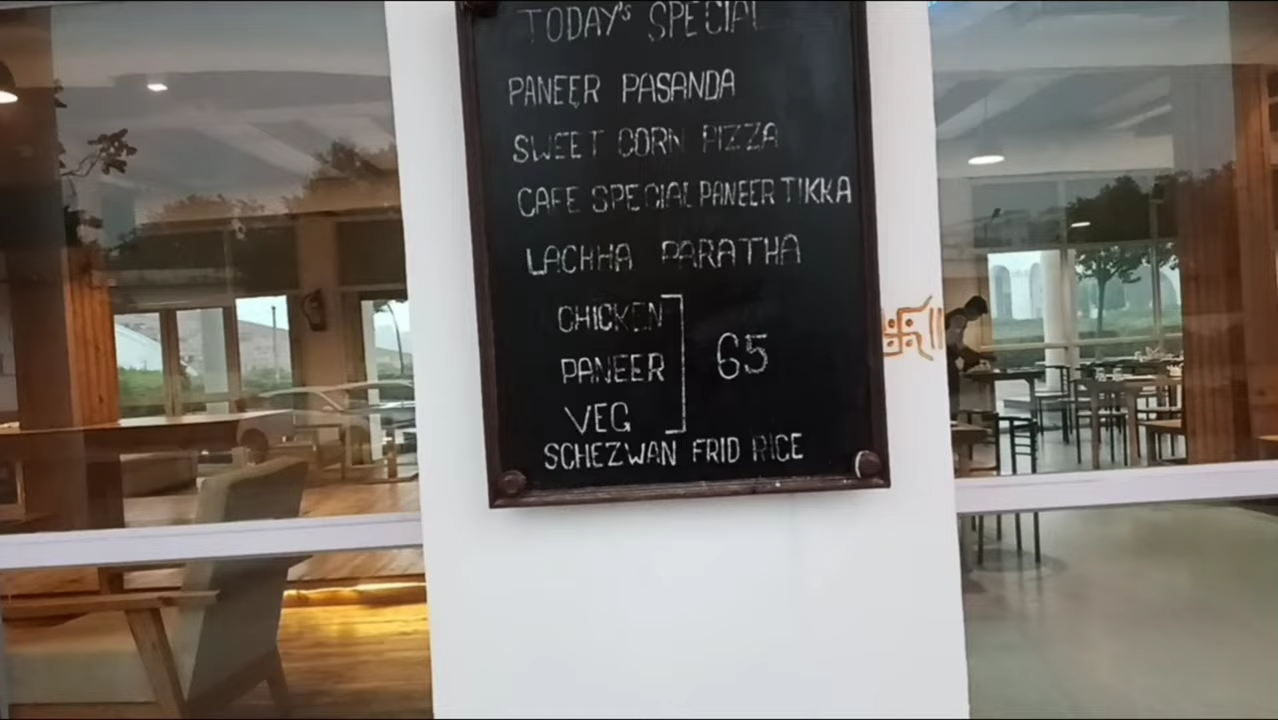 TODAY's SPECIAL
PANEER PASANDA
SWEET CORN PIZZA
CAFE SPECIAL PANEER TIKKA
LACHHA PARATHA
CHICKEN
PANEER
VEG
65
SCHEZWAN FRID RICE